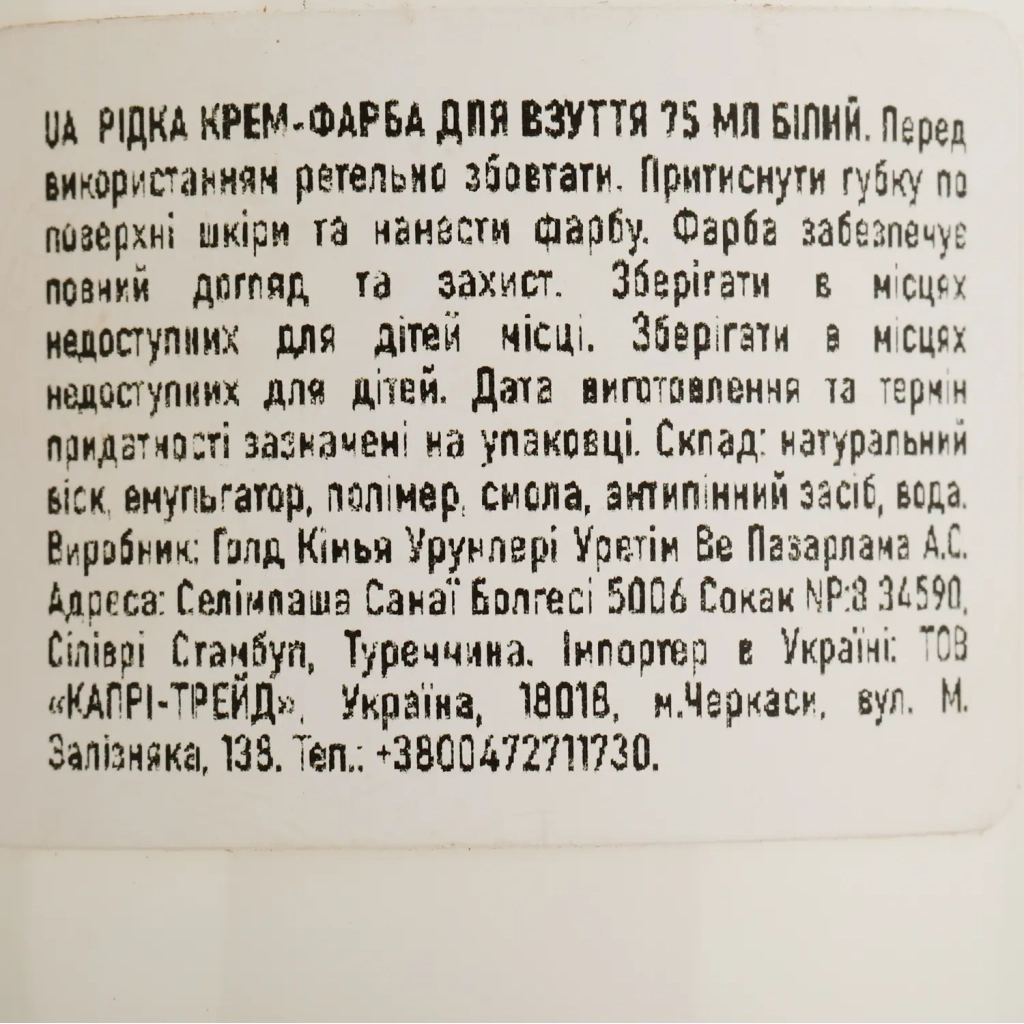 UA РІДКА КРЕМ-ФАРБА ДЛЯ ВЗУТТЯ 75 МЛ БІЛИЙ. Перед
використанням ретельно збовтати. Притиснути губку по
поверхні шкіри та нанести фарбу. Фарба забезпечує
повний догляд та захист. Зберігати в місцях
недоступних для дітей місці. Зберігати в місцях
недоступних для дітей. Дата виготовлення та термін
придатності зазначені на упаковці. Склад: натуральний
віск, емульгатор, полімер, смола, антипінний засіб, вода.
Виробник: Голд Кімья Урунлері Уретім Ве Пазарлама А.С.
Адреса: Селімпаша Санаї Болгесі 5006 Сокак NP:8 34590,
Сіліврі Стамбул, Туреччина. Імпортер в Україні: ТОВ
«КАПРІ-ТРЕЙД», Україна, 18018, м.Черкаси, вул. М.
Залізняка, 138. Тел.: +3800472711730.